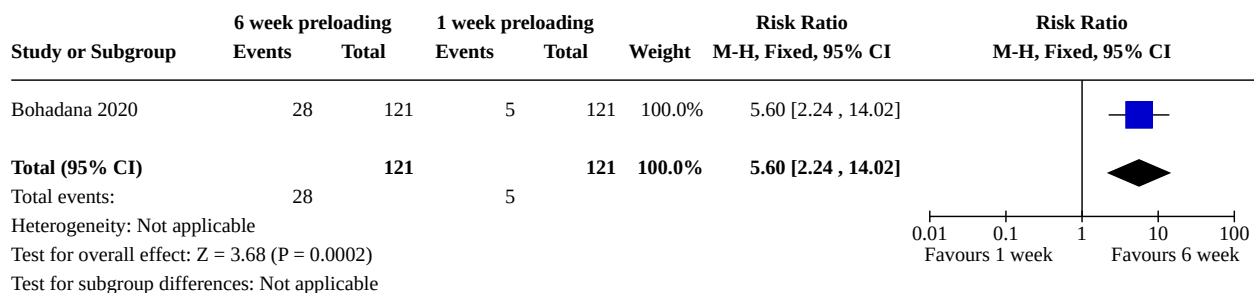 6 week preloading 1 week preloading Risk Ratio Risk Ratio
Study or Subgroup Events Total Events Total Weight M-H, Fixed, 95% CI M-H, Fixed, 95% CI
Bohadana 2020 28 121 5 121 100.0% 5.60 [2.24 , 14.02]
Total (95% CI) 121 121 100.0% 5.60 [2.24 , 14.02]
Total events: 28 5
Heterogeneity: Not applicable
0.01 0.1 1 10 100
Test for overall effect: Z = 3.68 (P = 0.0002) Favours 1 week Favours 6 week
Test for subgroup differences: Not applicable